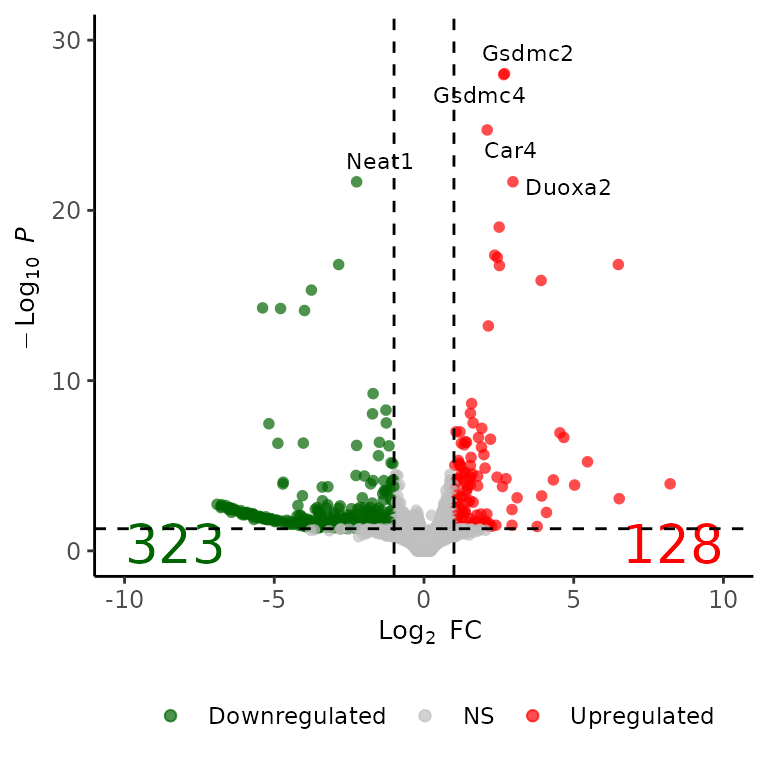 30
Gsdmc2
Gsdmc4
Car4
Neat1
Duoxa2
20
−Log10 P
10
0
323
128
-10 -5 0 5 10
Log2 FC
Downregulated NS Upregulated